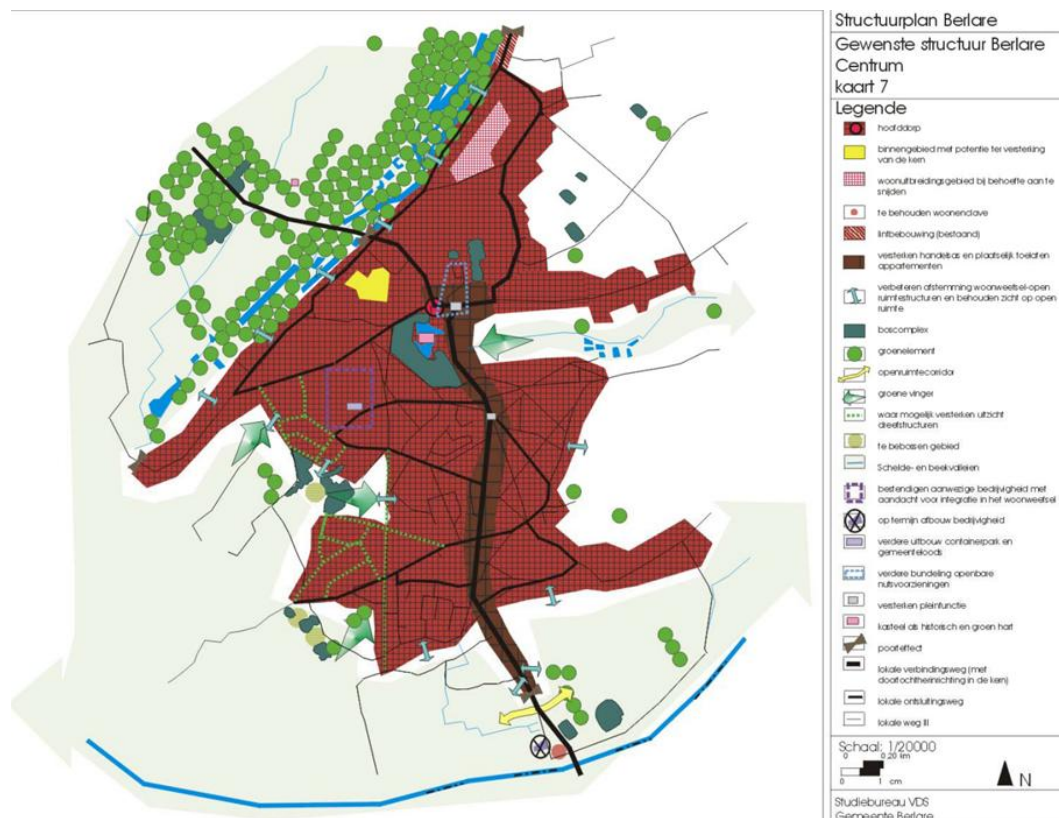 Structuurplan Berlare
Gewenste structuur Berlare
Centrum
kaart 7
Legende
hoofddorp
binnengebied met potentie ter versterking
van de kern
woonuitbreidingsgebied bij behoefte aan te
snijden
te behouden woonenclave
lintbebouwing (bestaand)
versterken handelsas en plaatselijk toelaten
appartementen
verbeteren afstemming woonweefsel-open
ruimtestructuren en behouden zicht op open
ruimte
boscomplex
groenelement
openruimtecorridor
groene vinger
waar mogelijk versterken uitzicht
dreefstructuren
te bebossen gebied
Schelde- en beekvalleien
bestendigen aanwezige bedrijvigheid met
aandacht voor integratie in het woonweefsel
op termijn afbouw bedrijvigheid
verdere uitbouw containerpark en
gemeenteloods
verdere bundeling openbare
nutsvoorzieningen
versterken pleinfunctie
kasteel als historisch en groen hart
poorteffect
lokale verbindingsweg (met
doortochtherinrichting in de kern)
lokale ontsluitingsweg
lokale weg III
Schaal: 1/20000
0 0,20 km
0 1 cm
N
Studiebureau VDS
Gemeente Berlare